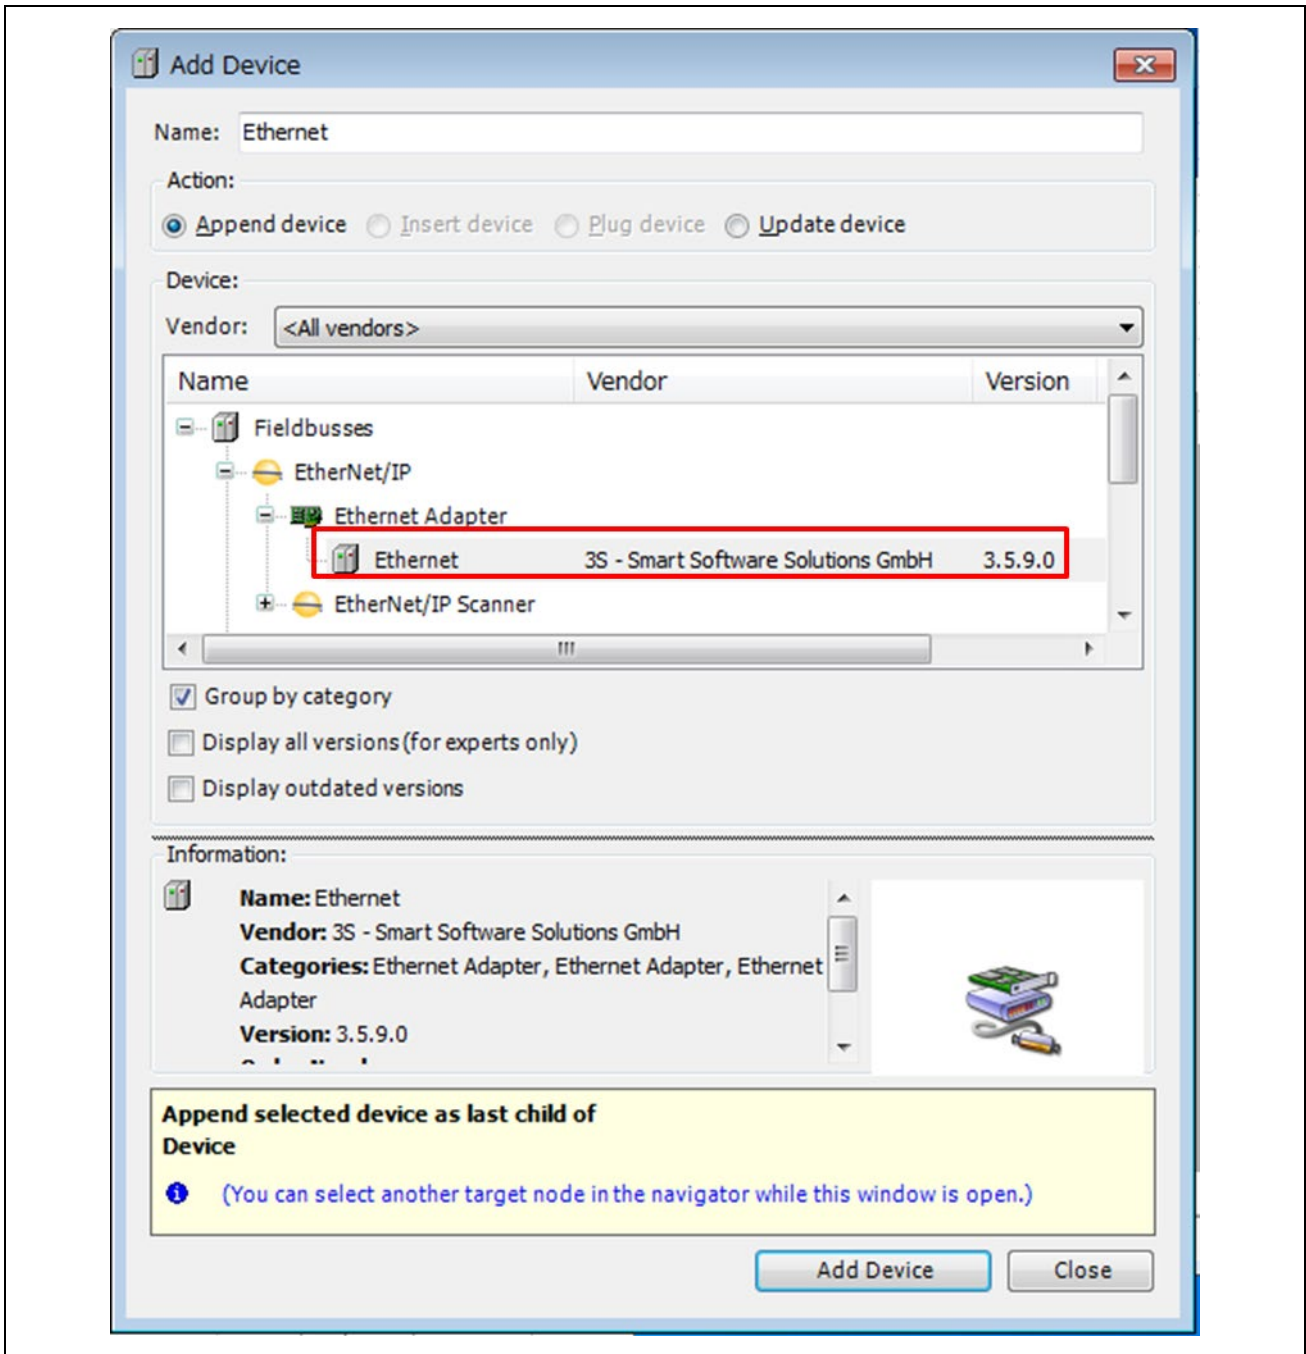 Add Device
Name: Ethernet
Action:
Append device Insert device Plug device Update device
Device:
Vendor: <All vendors>
Name Vendor Version
Fieldbusses
EtherNet/IP
Ethernet Adapter
Ethernet 3S - Smart Software Solutions GmbH 3.5.9.0
EtherNet/IP Scanner
Group by category
Display all versions (for experts only)
Display outdated versions
Information:
Name: Ethernet
Vendor: 3S - Smart Software Solutions GmbH
Categories: Ethernet Adapter, Ethernet Adapter, Ethernet
Adapter
Version: 3.5.9.0
Append selected device as last child of
Device
(You can select another target node in the navigator while this window is open.)
Add Device Close